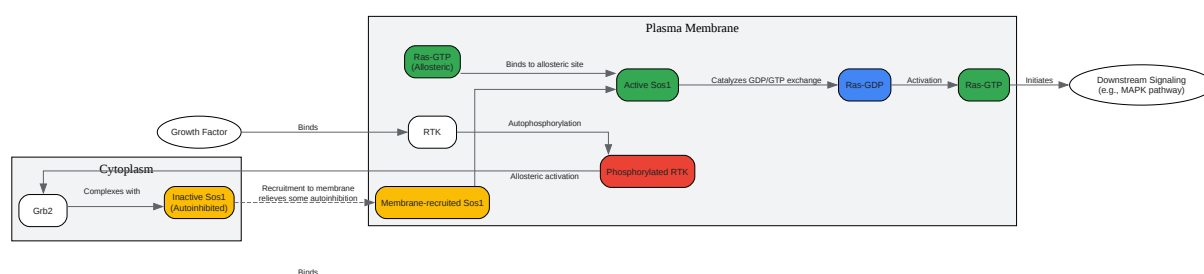 Plasma Membrane
Ras-GTP
(Allosteric)
Binds to allosteric site
Active Sos1
Catalyzes GDP/GTP exchange
Ras-GDP
Activation
Ras-GTP
Initiates
Downstream Signaling
(e.g., MAPK pathway)
Growth Factor
Binds
RTK
Autophosphorylation
Phosphorylated RTK
Allosteric activation
Cytoplasm
Grb2
Complexes with
Inactive Sos1
(Autoinhibited)
Recruitment to membrane
relieves some autoinhibition
Membrane-recruited Sos1
Binds